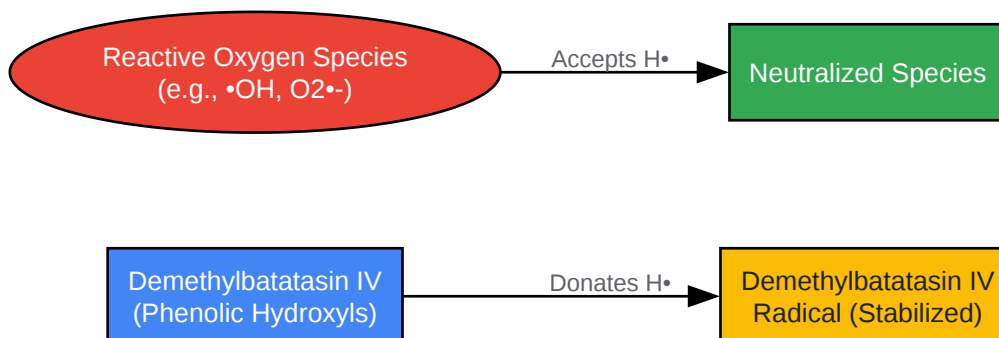 Reactive Oxygen Species
(e.g., •OH, O2•-)
Accepts H•
Neutralized Species
Demethylbatatasin IV
(Phenolic Hydroxyls)
Donates H•
Demethylbatatasin IV
Radical (Stabilized)